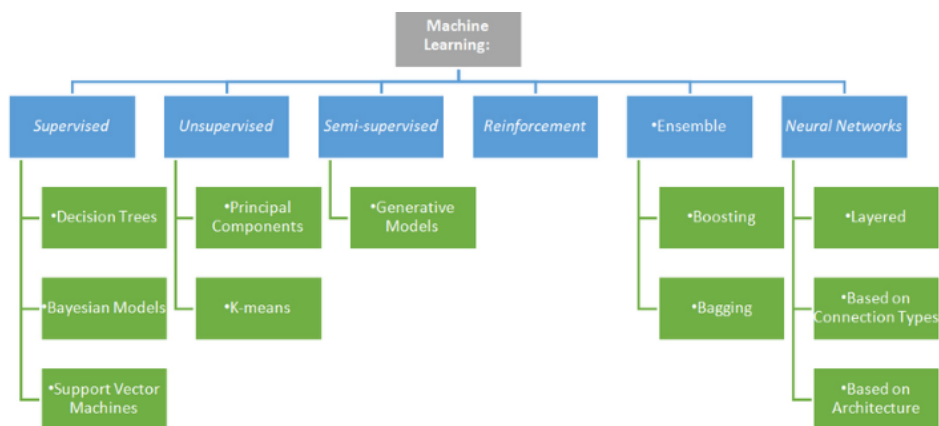 Machine
Learning:
Supervised
Unsupervised
Semi-supervised
Reinforcement
•Ensemble
Neural Networks
•Decision Trees
•Principal
Components
•Generative
Models
•Boosting
•Layered
•Bayesian Models
•K-means
•Bagging
•Based on
Connection Types
•Support Vector
Machines
•Based on
Architecture